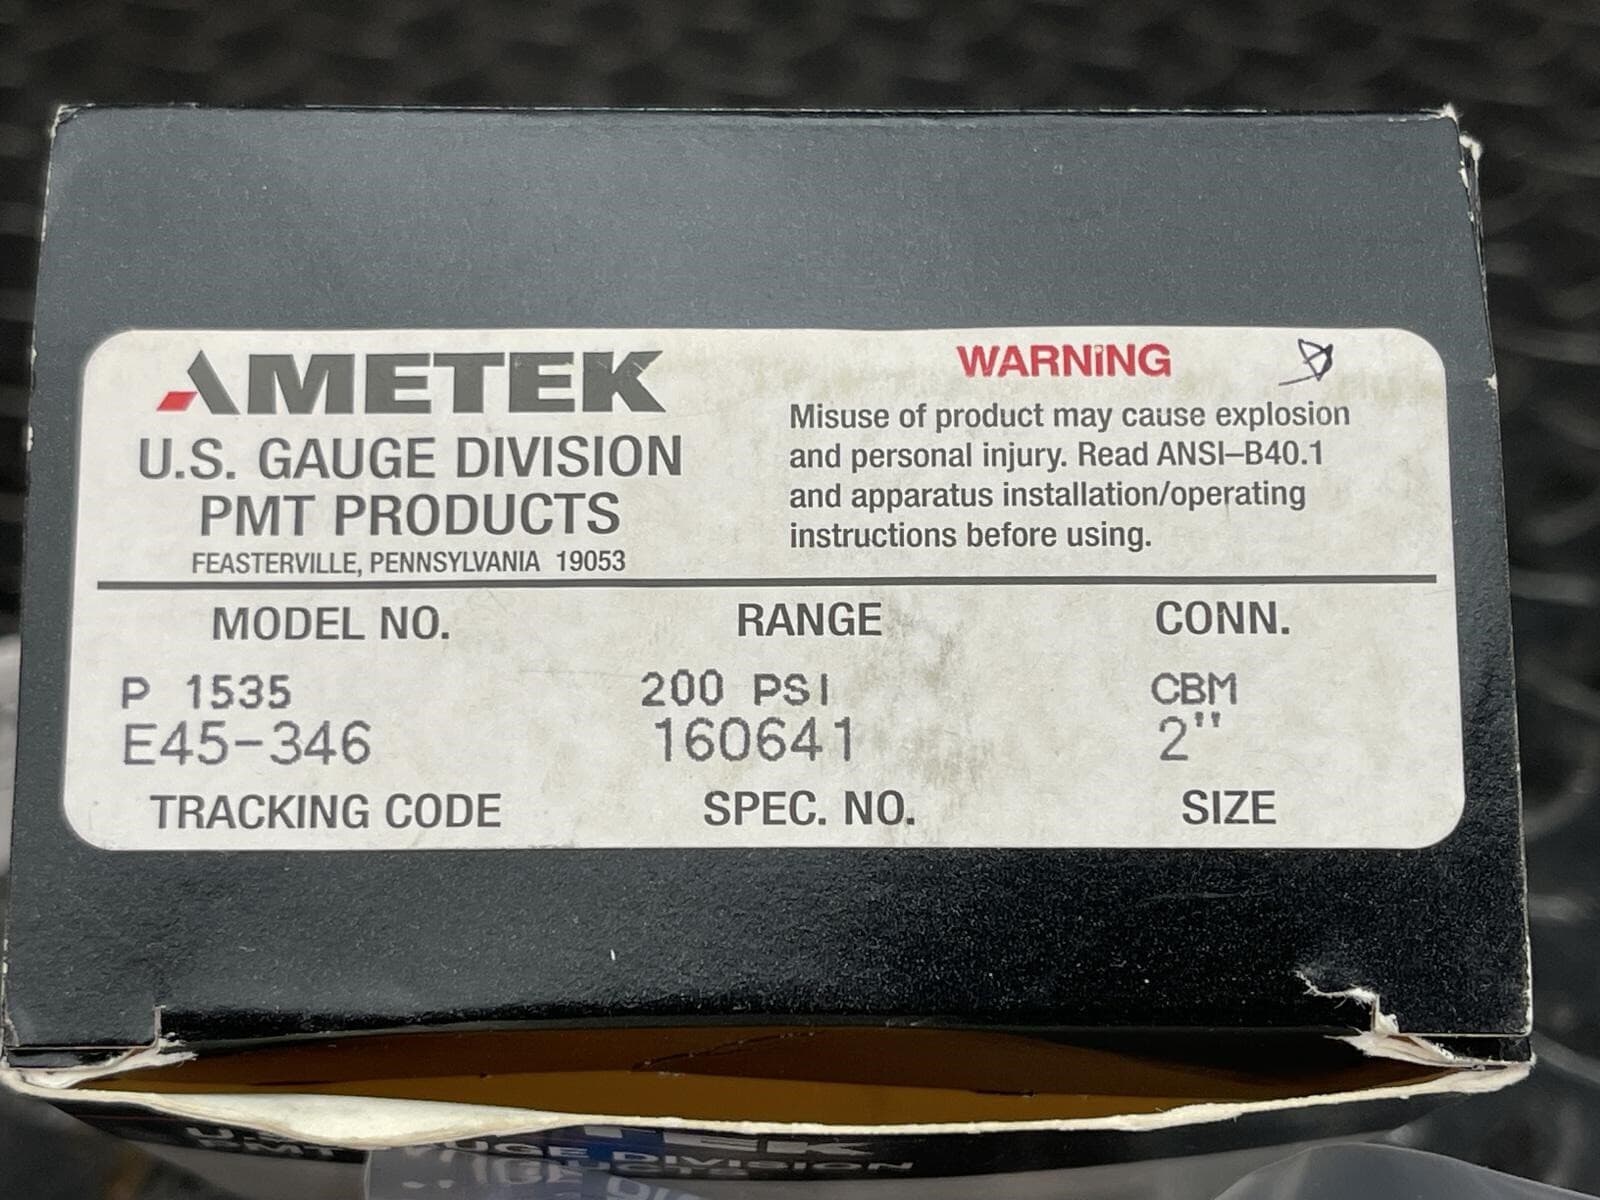 AMETEK
U.S. GAUGE DIVISION
PMT PRODUCTS
FEASTERVILLE, PENNSYLVANIA 19053
WARNING
Misuse of product may cause explosion
and personal injury. Read ANSI–B40.1
and apparatus installation/operating
instructions before using.
MODEL NO. RANGE CONN.
P 1535 200 PSI CBM
E45-346 160641 2"
TRACKING CODE SPEC. NO. SIZE